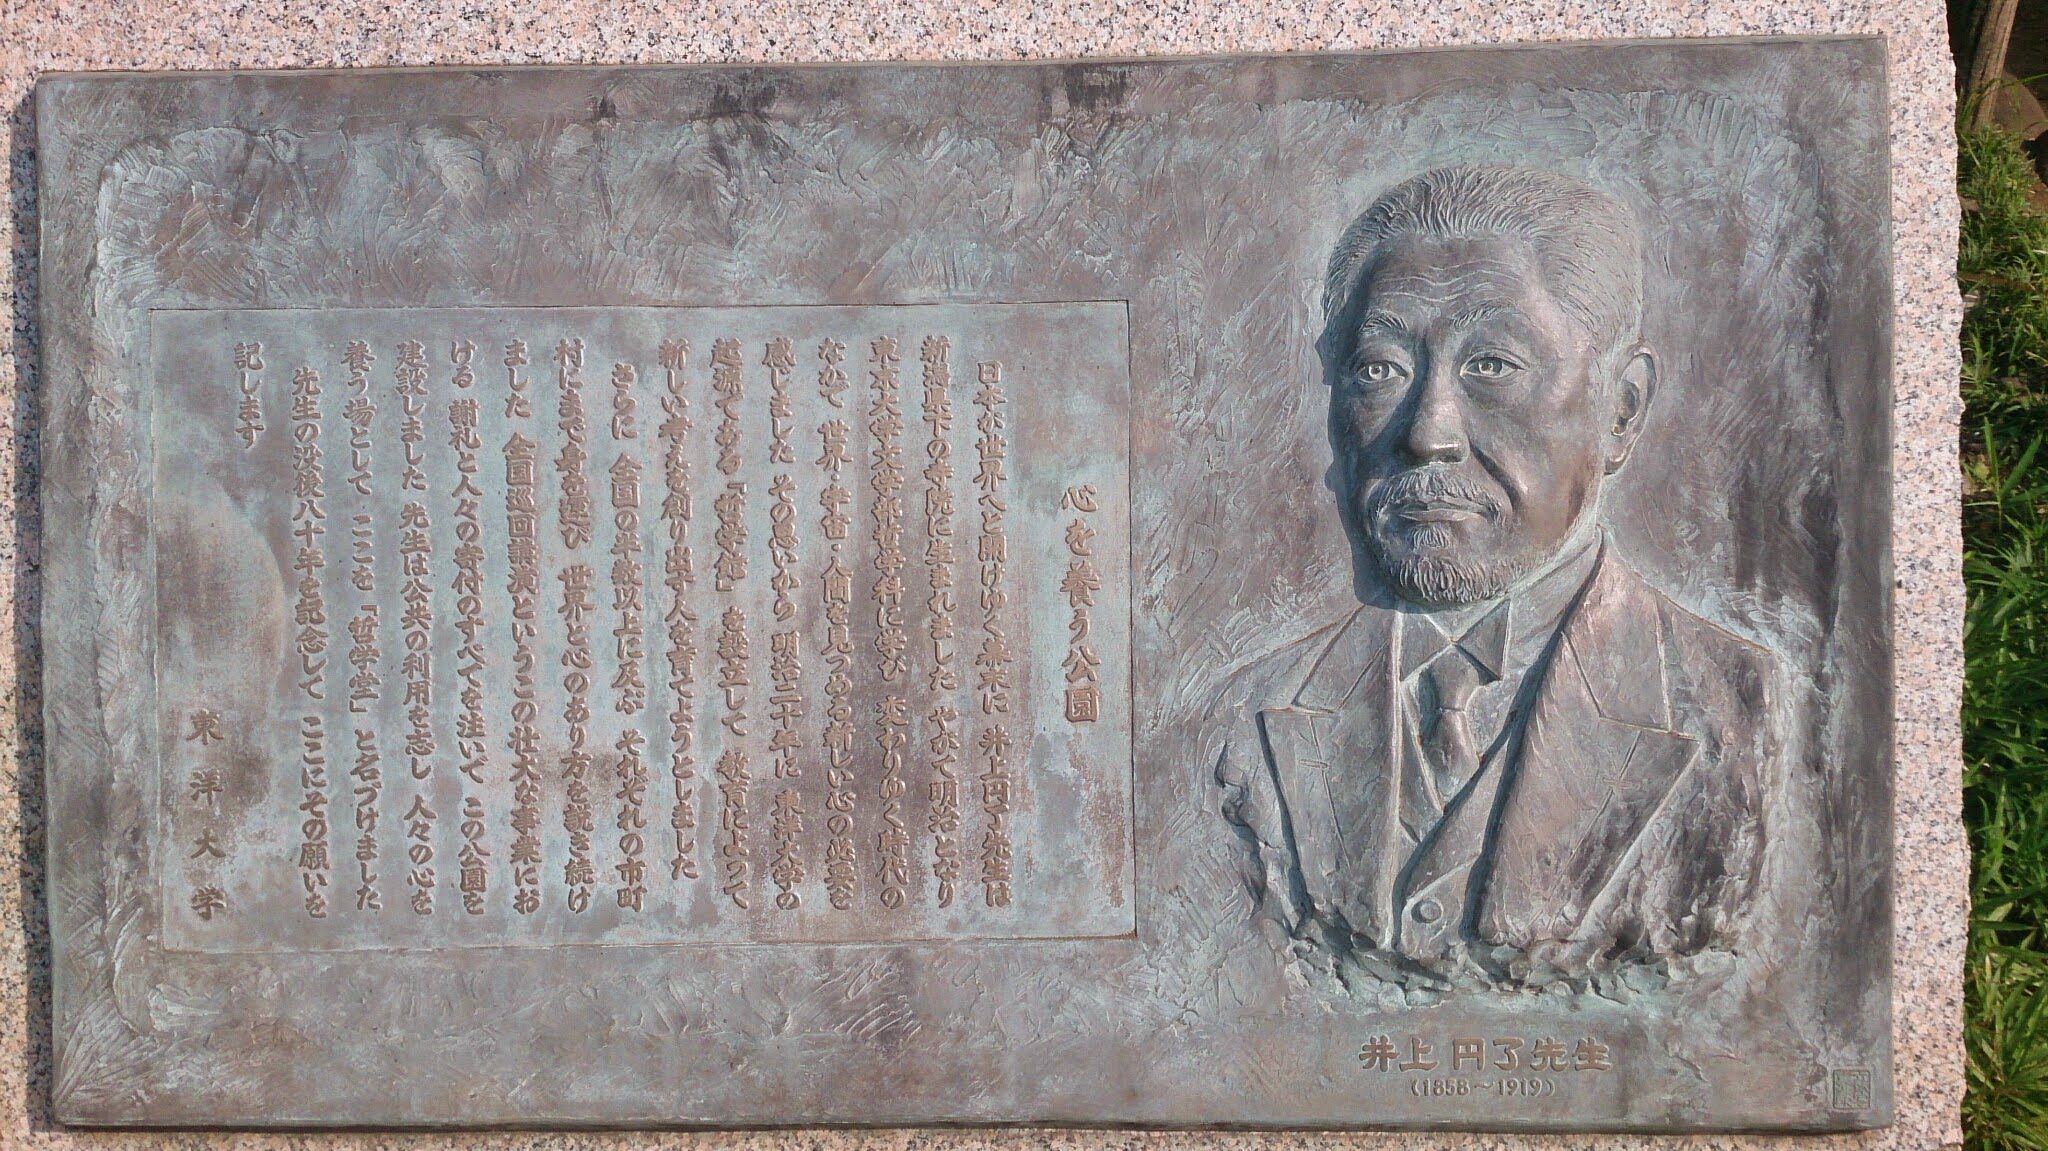 心を養う公園
日本が世界へと開けゆく幕末に 井上円了先生は
新潟県下の寺院に生まれました やがて明治となり
東京大学文学部哲学科に学び 変わりゆく時代の
なかで 世界・宇宙・人間を見つめる新しい心の必要を
感じました その思いから 明治二十年に 東洋大学の
起源である「哲学館」を設立して 教育によって
新しい考えを創り出す人を育てようとしました
さらに 全国の半数以上に及ぶ それぞれの市町
村にまで身を運び 世界と心のあり方を説き続け
ました 全国巡回講演というこの壮大な事業にお
ける 謝礼と人々の寄付のすべてを注いで この公園を
建設しました 先生は公共の利用を志し 人々の心を
養う場として ここを「哲学堂」と名づけました
先生の没後八十年を記念して ここにその願いを
記します
東洋大学
井上円了先生
(1858～1919)